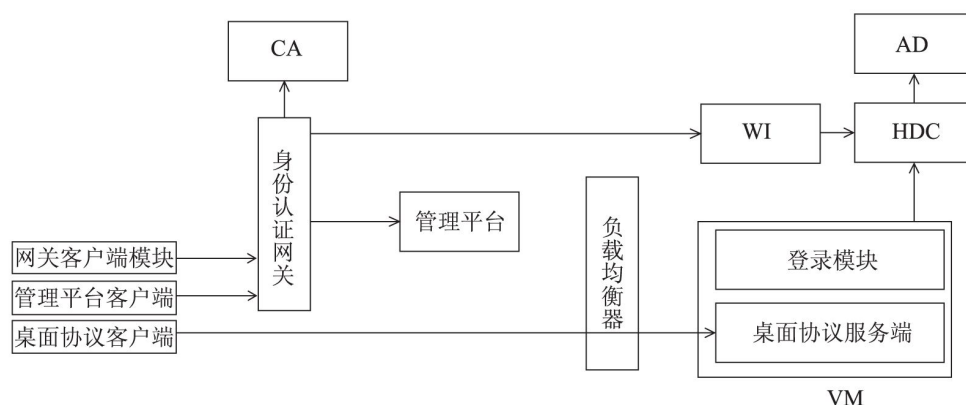 CA
AD
WI
HDC
身份认证网关
管理平台
负载均衡器
网关客户端模块
管理平台客户端
桌面协议客户端
登录模块
桌面协议服务端
VM